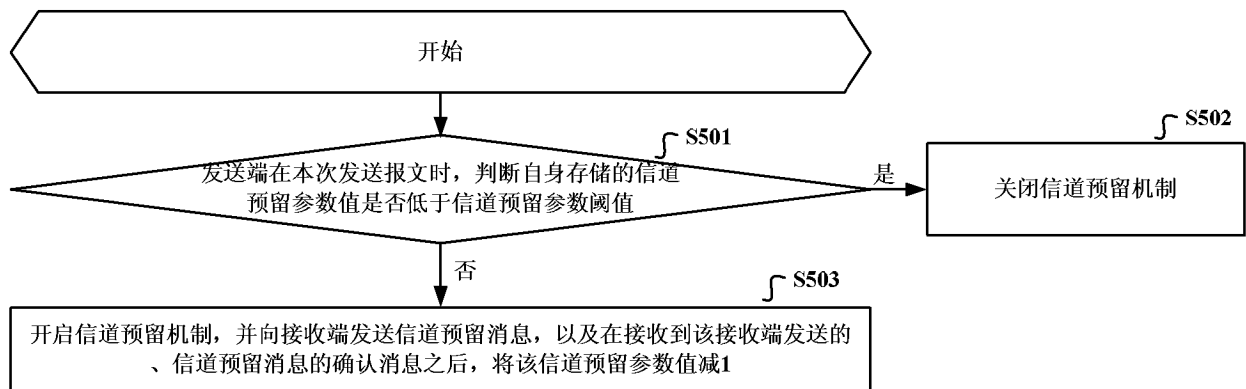 开始
S501
发送端在本次发送报文时，判断自身存储的信道
预留参数值是否低于信道预留参数阈值
是
S502
关闭信道预留机制
否
S503
开启信道预留机制，并向接收端发送信道预留消息，以及在接收到该接收端发送的
、信道预留消息的确认消息之后，将该信道预留参数值减1